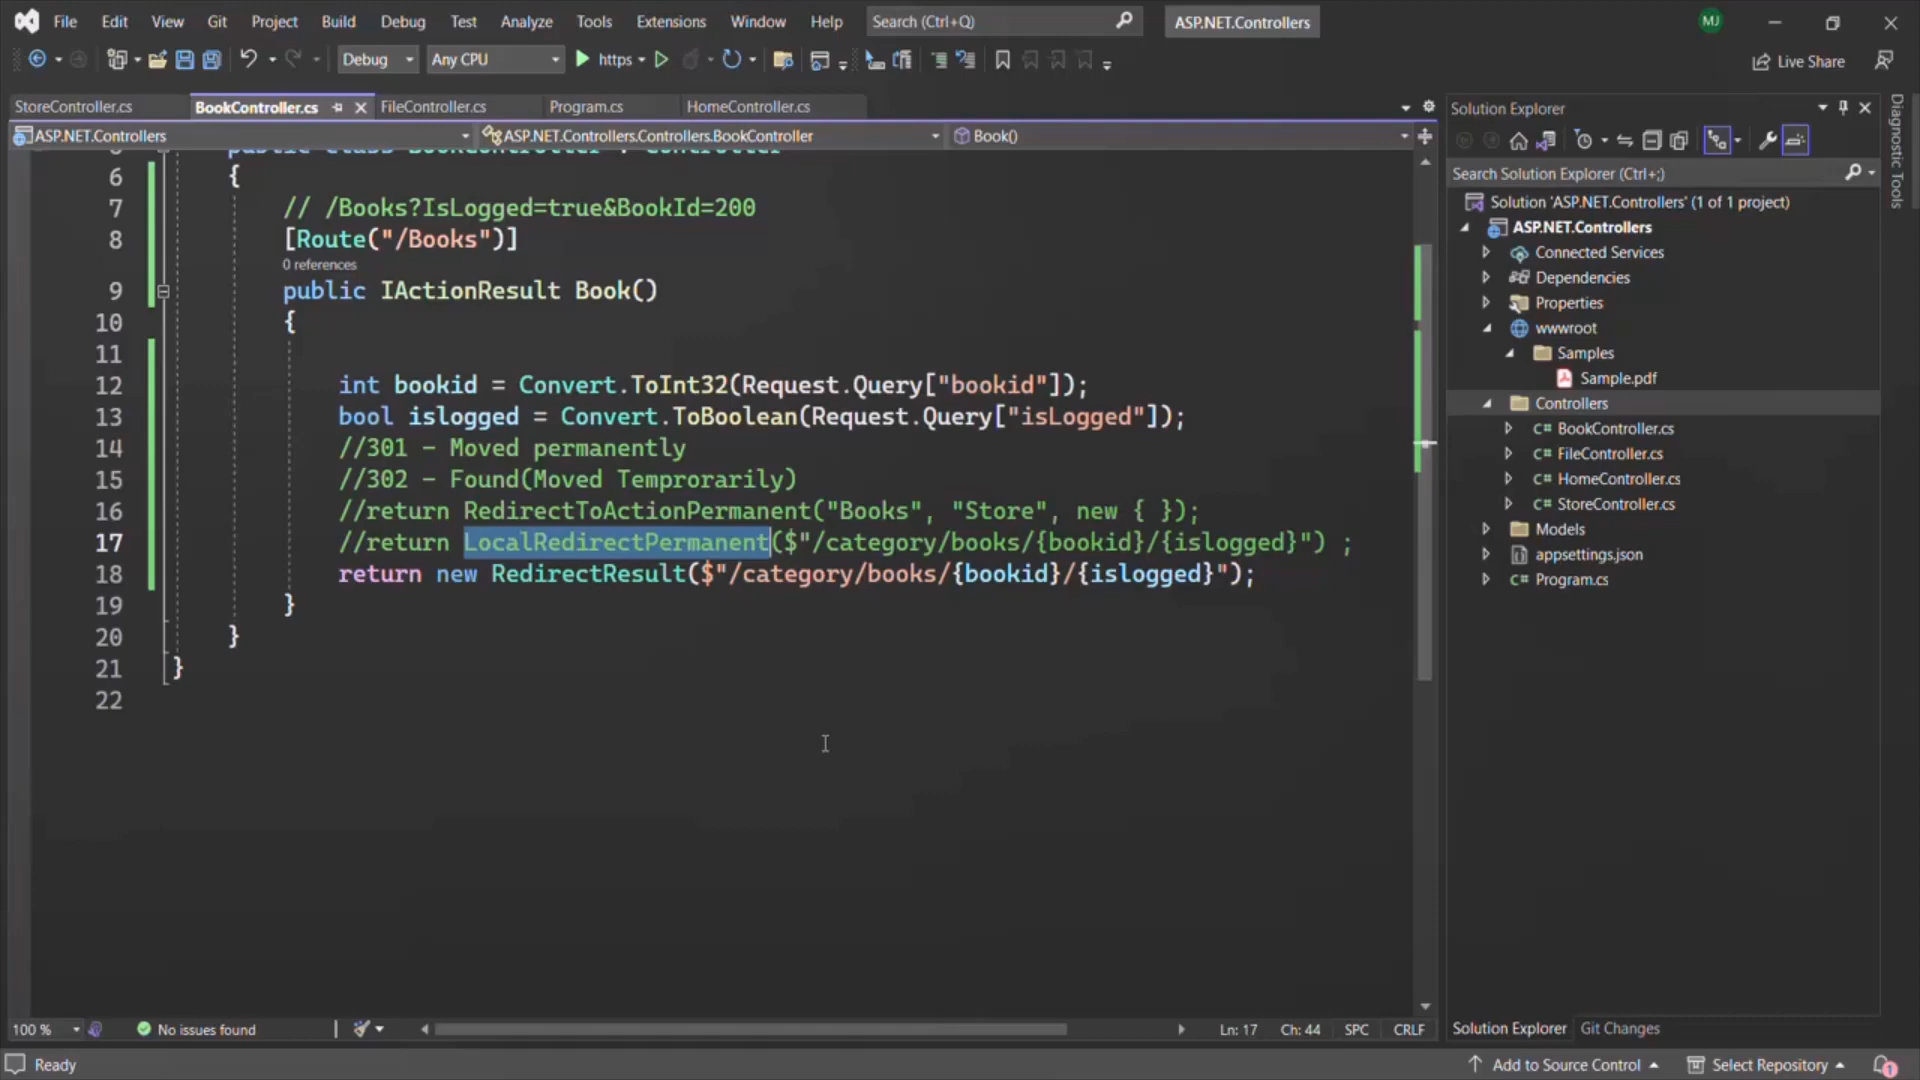 File Edit View Git Project Build Debug Test Analyze Tools Extensions Window Help Search (Ctrl+Q) ASP.NET.Controllers MJ
Debug Any CPU https Live Share
StoreController.cs BookController.cs FileController.cs Program.cs HomeController.cs
ASP.NET.Controllers ASP.NET.Controllers.Controllers.BookController Book()
public class BookController : Controller
6 {
7 // /Books?IsLogged=true&BookId=200
8 [Route("/Books")]
0 references
9 public IActionResult Book()
10 {
11
12 int bookid = Convert.ToInt32(Request.Query["bookid"]);
13 bool islogged = Convert.ToBoolean(Request.Query["isLogged"]);
14 //301 - Moved permanently
15 //302 - Found(Moved Temprorarily)
16 //return RedirectToActionPermanent("Books", "Store", new { });
17 //return LocalRedirectPermanent($"/category/books/{bookid}/{islogged}") ;
18 return new RedirectResult($"/category/books/{bookid}/{islogged}");
19 }
20 }
21 }
22
100 % No issues found Ln: 17 Ch: 44 SPC CRLF
Solution Explorer
Search Solution Explorer (Ctrl+;)
Solution 'ASP.NET.Controllers' (1 of 1 project)
ASP.NET.Controllers
Connected Services
Dependencies
Properties
wwwroot
Samples
Sample.pdf
Controllers
C# BookController.cs
C# FileController.cs
C# HomeController.cs
C# StoreController.cs
Models
appsettings.json
C# Program.cs
Solution Explorer Git Changes
Diagnostic Tools
Ready Add to Source Control Select Repository 1